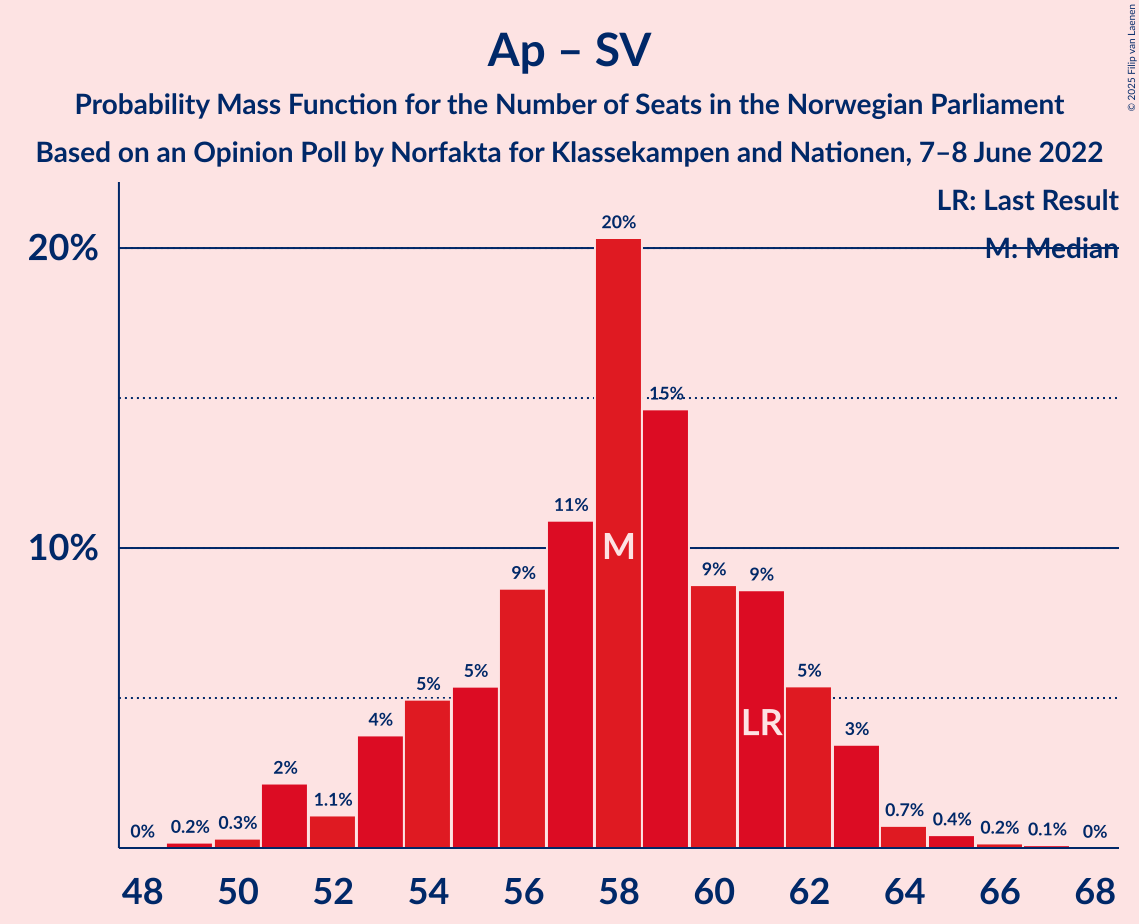 Ap – SV
Probability Mass Function for the Number of Seats in the Norwegian Parliament
Based on an Opinion Poll by Norfakta for Klassekampen and Nationen, 7–8 June 2022
© 2025 Filip van Laenen
LR: Last Result
M: Median
20%
10%
0%
0.2%
0.3%
2%
1.1%
4%
5%
5%
9%
11%
20%
15%
9%
9%
5%
3%
0.7%
0.4%
0.2%
0.1%
0%
M
LR
48 50 52 54 56 58 60 62 64 66 68